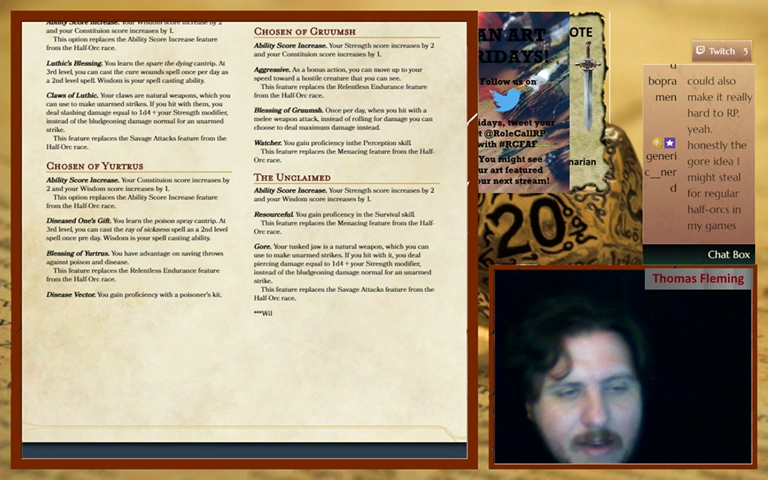 Ability Score Increase. Your Wisdom score increases by 2
and your Constituion score increases by 1.
This option replaces the Ability Score Increase feature
from the Half-Orc race.
Luthic's Blessing. You learn the spare the dying cantrip. At
3rd level, you can cast the cure wounds spell once per day as
a 2nd level spell. Wisdom is your spell casting ability.
Claws of Luthic. Your claws are natural weapons, which you
can use to make unarmed strikes. If you hit with them, you
deal slashing damage equal to 1d4 + your Strength modifier,
instead of the bludgeoning damage normal for an unarmed
strike.
This feature replaces the Savage Attacks feature from the
Half-Orc race.
Chosen of Yurtrus
Ability Score Increase. Your Constituion score increases by
2 and your Wisdom score increases by 1.
This option replaces the Ability Score Increase feature
from the Half-Orc race.
Diseased One's Gift. You learn the poison spray cantrip. At
3rd level, you can cast the ray of sickness spell as a 2nd level
spell once per day. Wisdom is your spell casting ability.
Blessing of Yurtrus. You have advantage on saving throws
against poison and disease.
This feature replaces the Relentless Endurance feature
from the Half-Orc race.
Disease Vector. You gain proficiency with a poisoner's kit.
Chosen of Gruumsh
Ability Score Increase. Your Strength score increases by 2
and your Constituion score increases by 1.
Aggressive. As a bonus action, you can move up to your
speed toward a hostile creature that you can see.
This feature replaces the Relentless Endurance feature
from the Half-Orc race.
Blessing of Gruumsh. Once per day, when you hit with a
melee weapon attack, instead of rolling for damage you can
choose to deal maximum damage instead.
Watcher. You gain proficiency inthe Perception skill.
This feature replaces the Menacing feature from the Half-
Orc race.
The Unclaimed
Ability Score Increase. Your Strength score increases by 2
and your Wisdom score increases by 1.
Resourceful. You gain proficiency in the Survival skill.
This feature replaces the Menacing feature from the Half-
Orc race.
Gore. Your tusked jaw is a natural weapon, which you can
use to make unarmed strikes. If you hit with it, you deal
piercing damage equal to 1d4 + your Strength modifier,
instead of the bludgeoning damage normal for an unarmed
strike.
This feature replaces the Savage Attacks feature from the
Half-Orc race.
***Wil
AN ART
RIDAYS!
Follow us on
idays, tweet your
t @RoleCallRP
with #RCFAF
You might see
ur art featured
our next stream!
OTE
narian
20
Twitch 5
u
bopra
men
could also
make it really
hard to RP,
yeah.
generi
c__ner
d
honestly the
gore idea I
might steal
for regular
half-orcs in
my games
Chat Box
Thomas Fleming